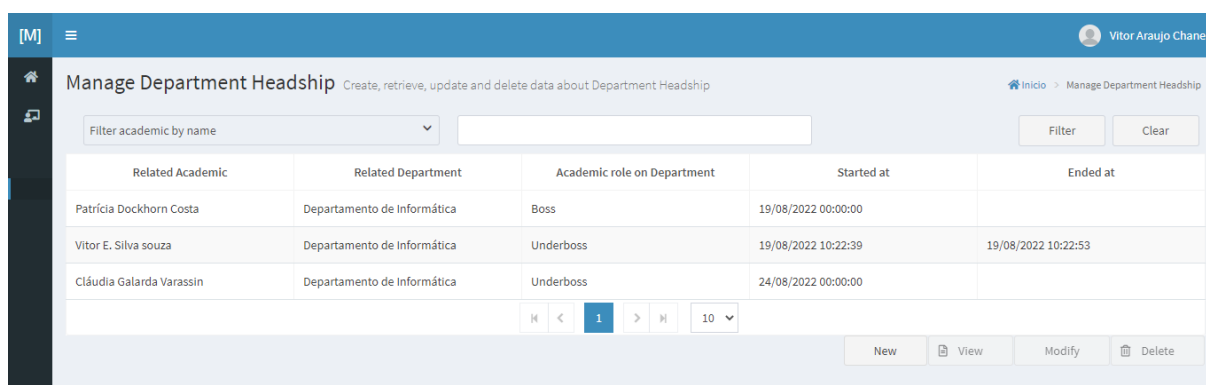 [M] Vitor Araujo Chane
Manage Department Headship Create, retrieve, update and delete data about Department Headship Inicio > Manage Department Headship
Filter academic by name Filter Clear
Related Academic Related Department Academic role on Department Started at Ended at
Patrícia Dockhorn Costa Departamento de Informática Boss 19/08/2022 00:00:00
Vitor E. Silva souza Departamento de Informática Underboss 19/08/2022 10:22:39 19/08/2022 10:22:53
Cláudia Galarda Varassin Departamento de Informática Underboss 24/08/2022 00:00:00
1 10
New View Modify Delete